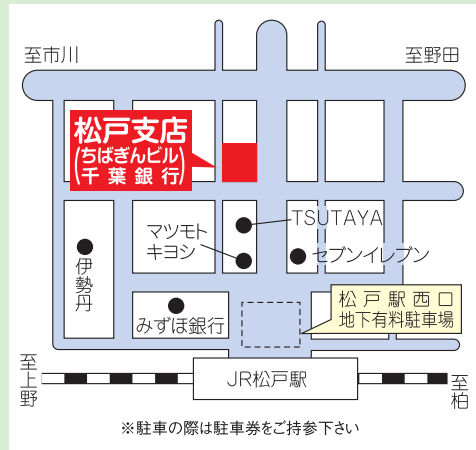 至市川
至野田
松戸支店
(ちばぎんビル
千葉銀行)
TSUTAYA
マツモト
キヨシ
セブンイレブン
伊勢丹
みずほ銀行
松戸駅西口
地下有料駐車場
至上野
JR松戸駅
至柏
※駐車の際は駐車券をご持参下さい